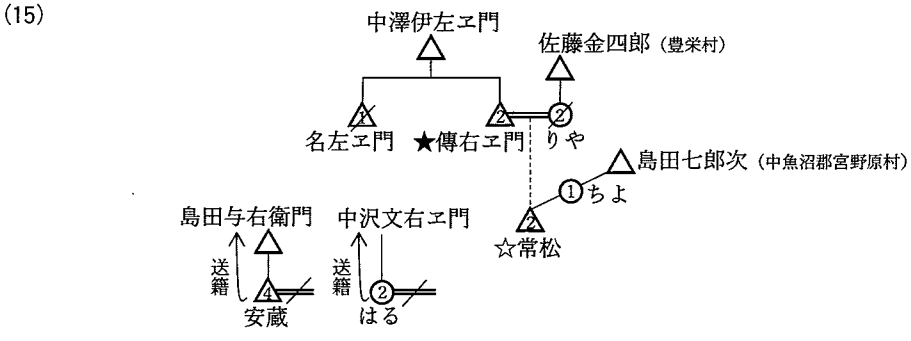 (15)
中澤伊左ヱ門
佐藤金四郎（豊栄村）
1
2
2
名左ヱ門
★傳右ヱ門
りや
島田七郎次（中魚沼郡宮野原村）
1
ちよ
2
☆常松
島田与右衛門
中沢文右ヱ門
送籍
送籍
4
2
安蔵
はる